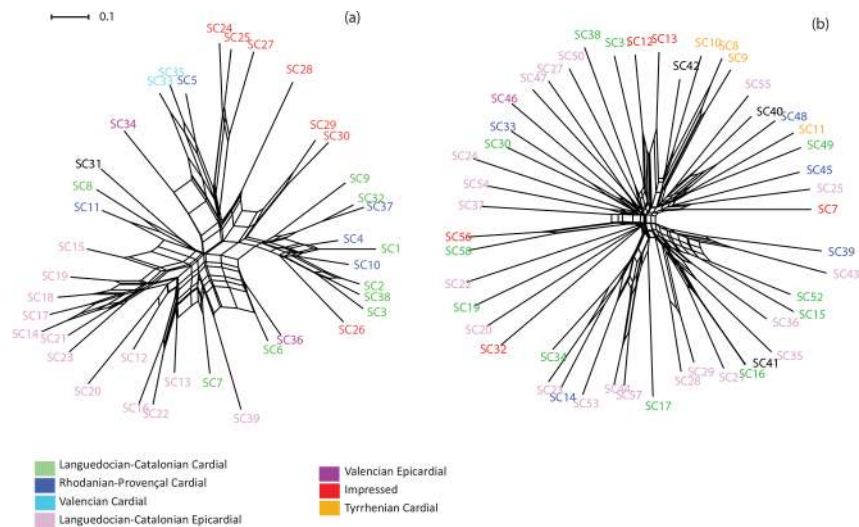 0.1
(a)
(b)
SC24
SC25
SC27
SC35
SC33
SC5
SC28
SC34
SC29
SC30
SC31
SC9
SC8
SC32
SC37
SC11
SC4
SC1
SC15
SC10
SC19
SC2
SC18
SC38
SC17
SC3
SC14
SC21
SC26
SC23
SC36
SC6
SC12
SC13
SC7
SC20
SC16
SC22
SC39
SC38
SC31
SC12
SC13
SC10
SC8
SC9
SC50
SC27
SC42
SC47
SC55
SC46
SC40
SC48
SC33
SC11
SC30
SC49
SC24
SC45
SC54
SC25
SC37
SC7
SC56
SC58
SC39
SC43
SC22
SC52
SC19
SC15
SC36
SC20
SC32
SC34
SC35
SC41
SC29
SC16
SC28
SC23
SC14
SC53
SC57
SC17
Languedocian-Catalonian Cardial
Rhodanian-Provençal Cardial
Valencian Cardial
Languedocian-Catalonian Epicardial
Valencian Epicardial
Impressed
Tyrrhenian Cardial